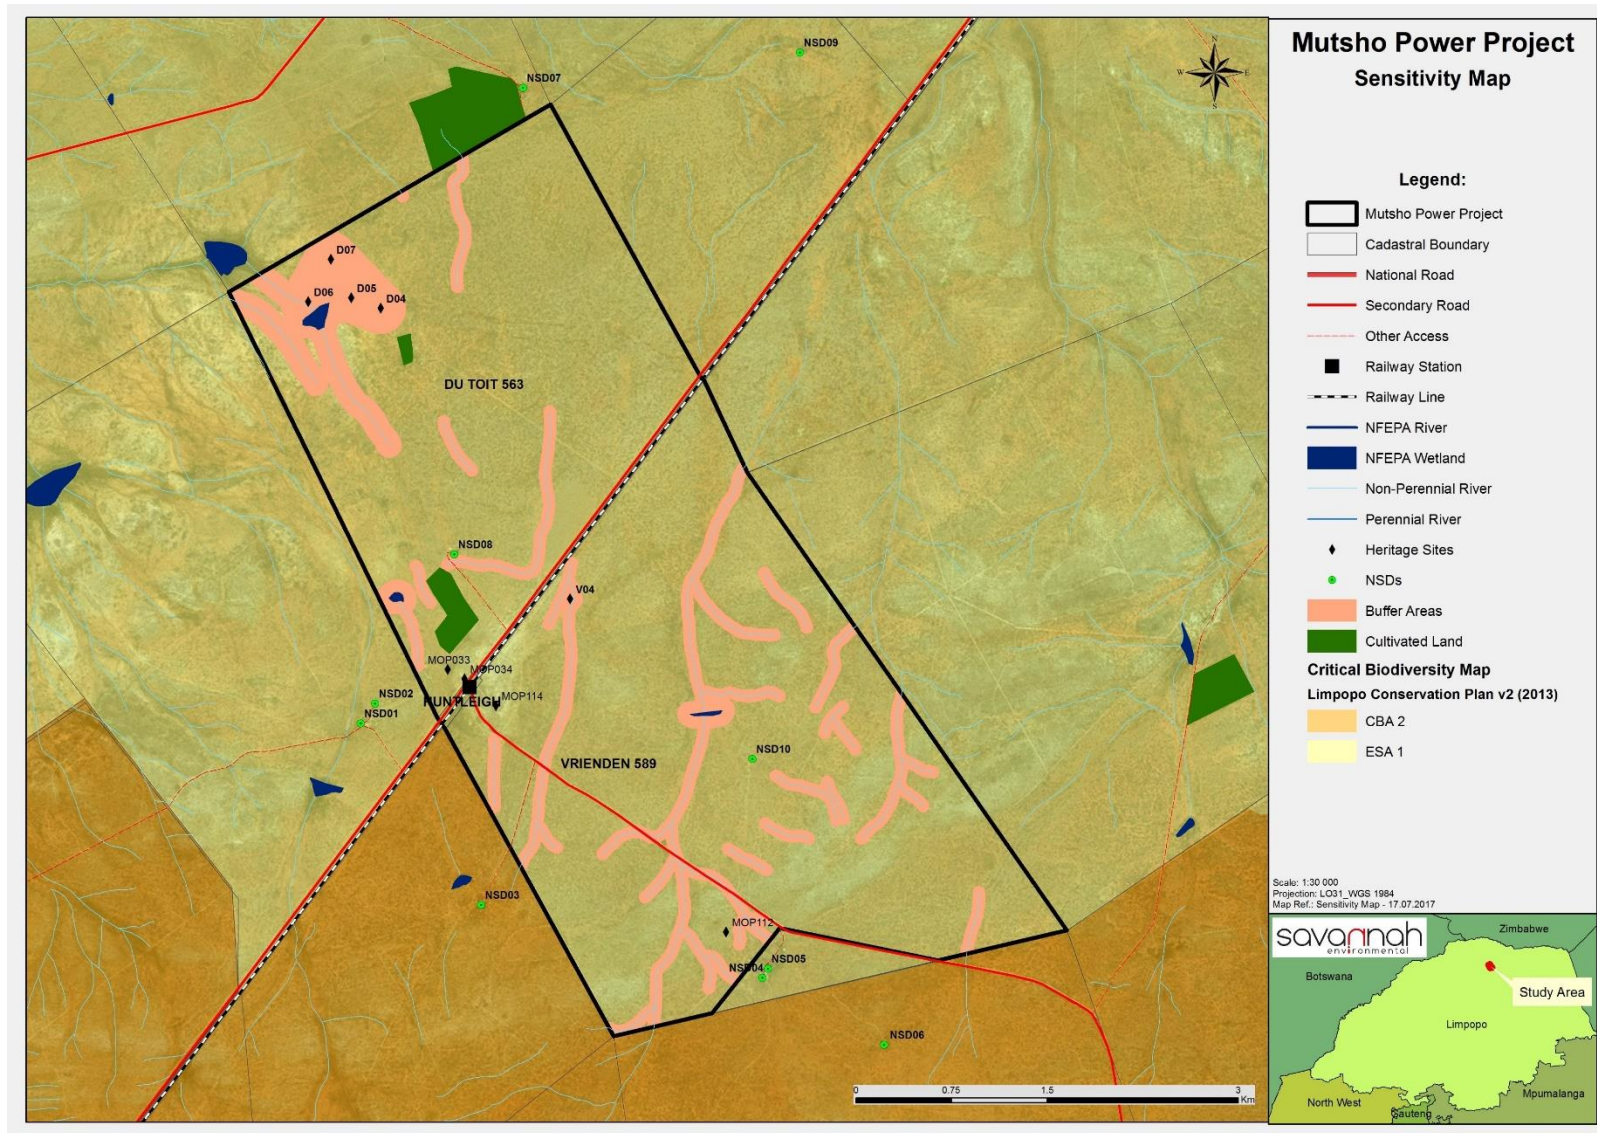 Mutsho Power Project
Sensitivity Map
N
W
E
S
Legend:
Mutsho Power Project
Cadastral Boundary
National Road
Secondary Road
Other Access
Railway Station
Railway Line
NFEPA River
NFEPA Wetland
Non-Perennial River
Perennial River
Heritage Sites
NSDs
Buffer Areas
Cultivated Land
Critical Biodiversity Map
Limpopo Conservation Plan v2 (2013)
CBA 2
ESA 1
NSD09
NSD07
D07
D06
D05
D04
DU TOIT 563
NSD08
V04
MOP033
MOP034
HUNTLEIGH
MOP114
NSD02
NSD01
VRIENDEN 589
NSD10
NSD03
MOP112
NSD05
NSD04
NSD06
0
0.75
1.5
3
Km
Scale: 1:30 000
Projection: LO31_WGS 1984
Map Ref.: Sensitivity Map - 17.07.2017
savannah
environmental
Zimbabwe
Botswana
Study Area
Limpopo
North West
Gauteng
Mpumalanga